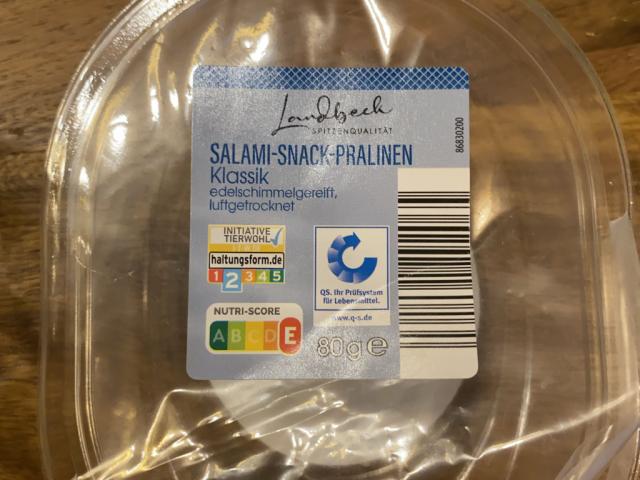 Landbeck
SPITZENQUALITÄT
86830200
SALAMI-SNACK-PRALINEN
Klassik
edelschimmelgereift,
luftgetrocknet
INITIATIVE
TIERWOHL
haltungsform.de
1 2 3 4 5
QS. Ihr Prüfsystem
für Lebensmittel.
www.q-s.de
NUTRI-SCORE
A B C D E
80g e